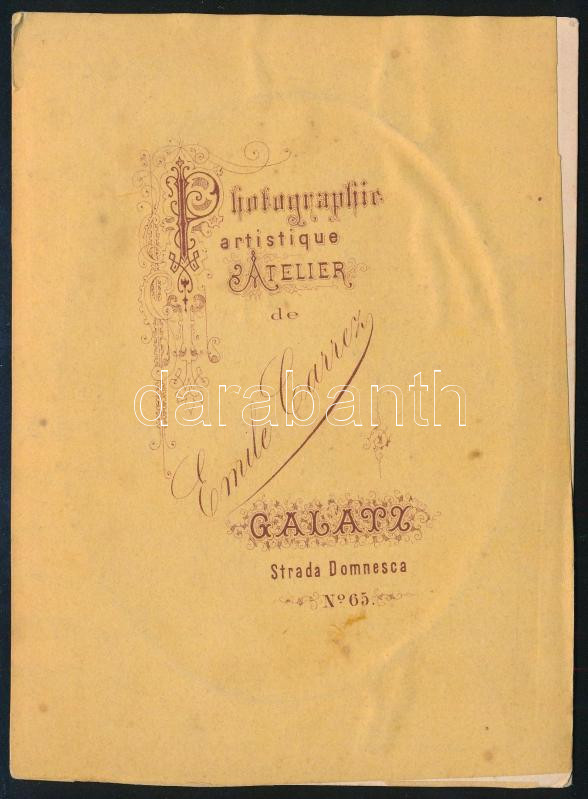 Photographie
artistique
ATELIER
de
Emile Carrez
darabanth
GALATZ
Strada Domnesca
Nº 65.